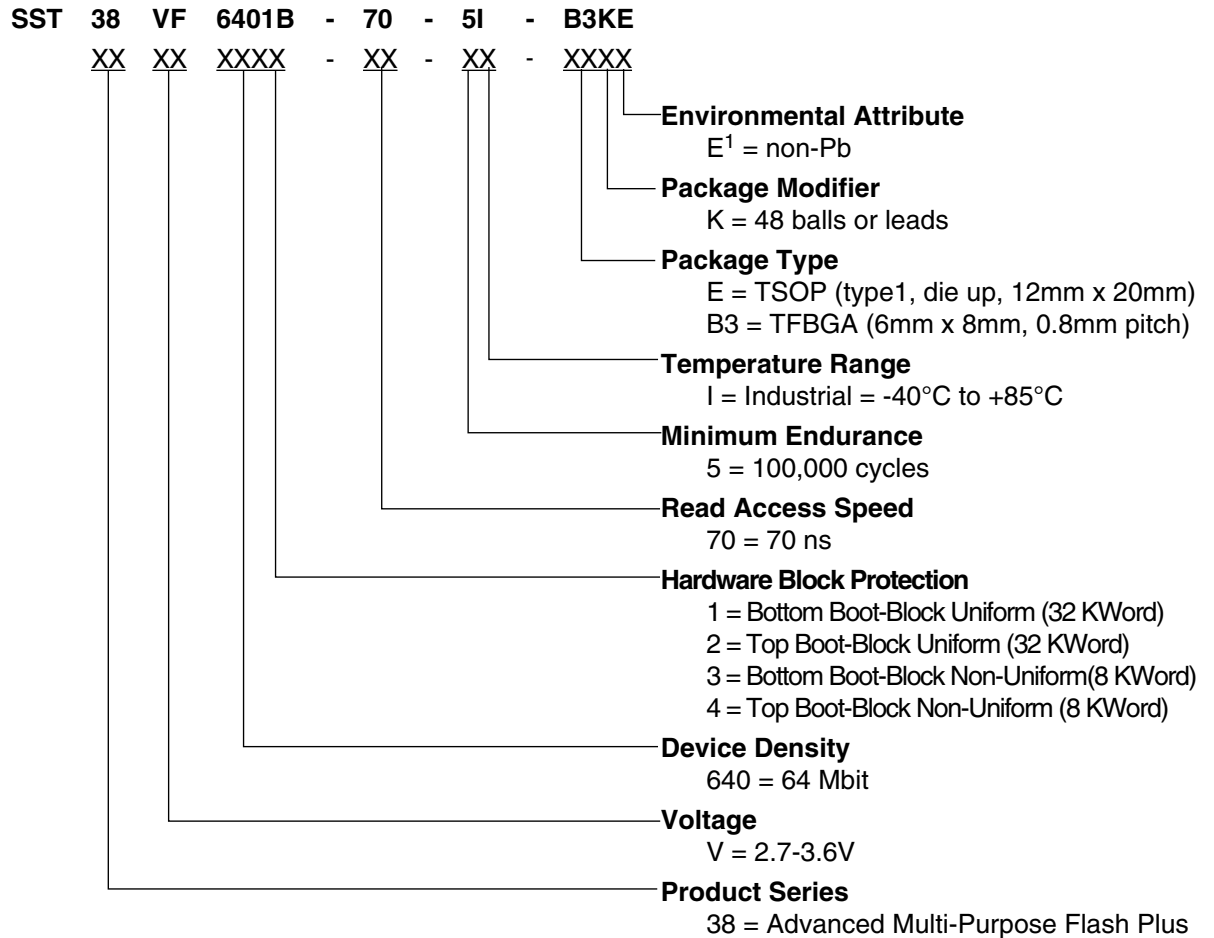 SST 38 VF 6401B - 70 - 5I - B3KE
XX XX XXXX - XX - XX - XXXX
Environmental Attribute
E1 = non-Pb
Package Modifier
K = 48 balls or leads
Package Type
E = TSOP (type1, die up, 12mm x 20mm)
B3 = TFBGA (6mm x 8mm, 0.8mm pitch)
Temperature Range
I = Industrial = -40°C to +85°C
Minimum Endurance
5 = 100,000 cycles
Read Access Speed
70 = 70 ns
Hardware Block Protection
1 = Bottom Boot-Block Uniform (32 KWord)
2 = Top Boot-Block Uniform (32 KWord)
3 = Bottom Boot-Block Non-Uniform(8 KWord)
4 = Top Boot-Block Non-Uniform (8 KWord)
Device Density
640 = 64 Mbit
Voltage
V = 2.7-3.6V
Product Series
38 = Advanced Multi-Purpose Flash Plus